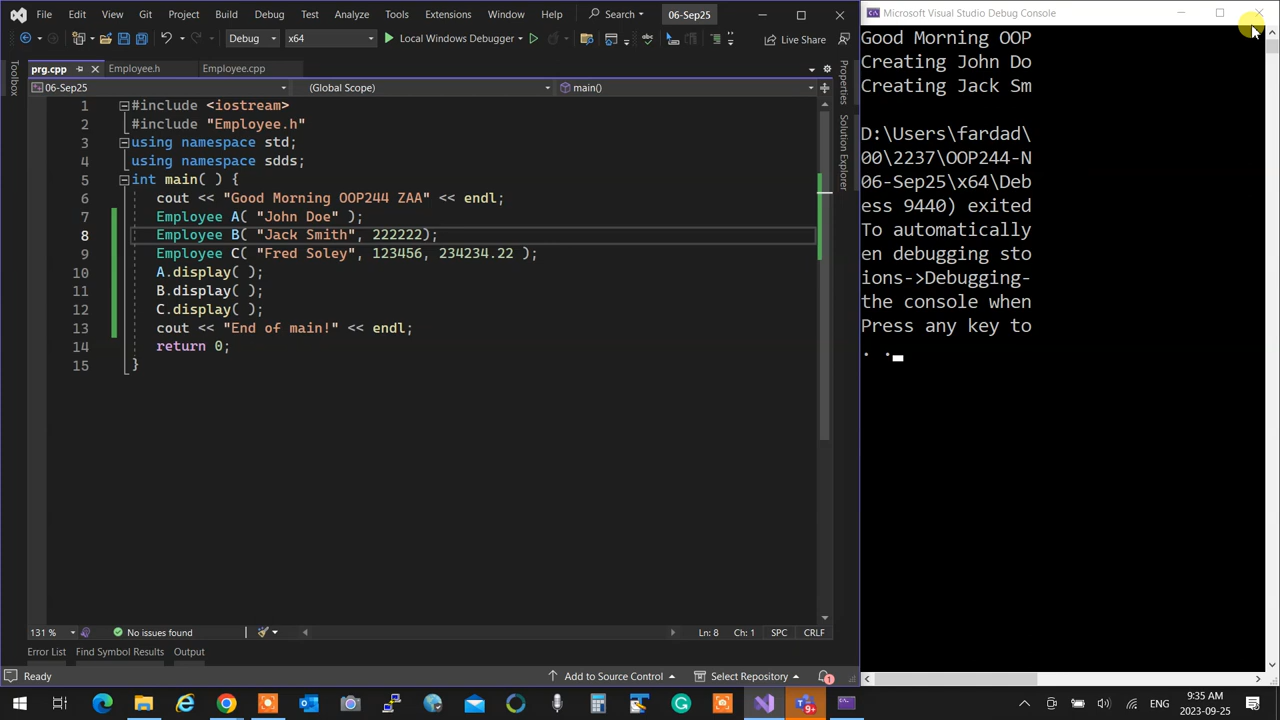 File Edit View Git Project Build Debug Test Analyze Tools Extensions Window Help Search 06-Sep25
Debug x64 Local Windows Debugger Live Share
prg.cpp Employee.h Employee.cpp
06-Sep25 (Global Scope) main()
1 #include <iostream>
2 #include "Employee.h"
3 using namespace std;
4 using namespace sdds;
5 int main( ) {
6 cout << "Good Morning OOP244 ZAA" << endl;
7 Employee A( "John Doe" );
8 Employee B( "Jack Smith", 222222);
9 Employee C( "Fred Soley", 123456, 234234.22 );
10 A.display( );
11 B.display( );
12 C.display( );
13 cout << "End of main!" << endl;
14 return 0;
15 }
Toolbox
Properties
Solution Explorer
131 % No issues found Ln: 8 Ch: 1 SPC CRLF
Error List Find Symbol Results Output
Ready Add to Source Control Select Repository 1
Microsoft Visual Studio Debug Console
Good Morning OOP
Creating John Do
Creating Jack Sm
D:\Users\fardad\
00\2237\OOP244-N
06-Sep25\x64\Deb
ess 9440) exited
To automatically
en debugging sto
ions->Debugging-
the console when
Press any key to
. .
9+ ENG 9:35 AM
2023-09-25